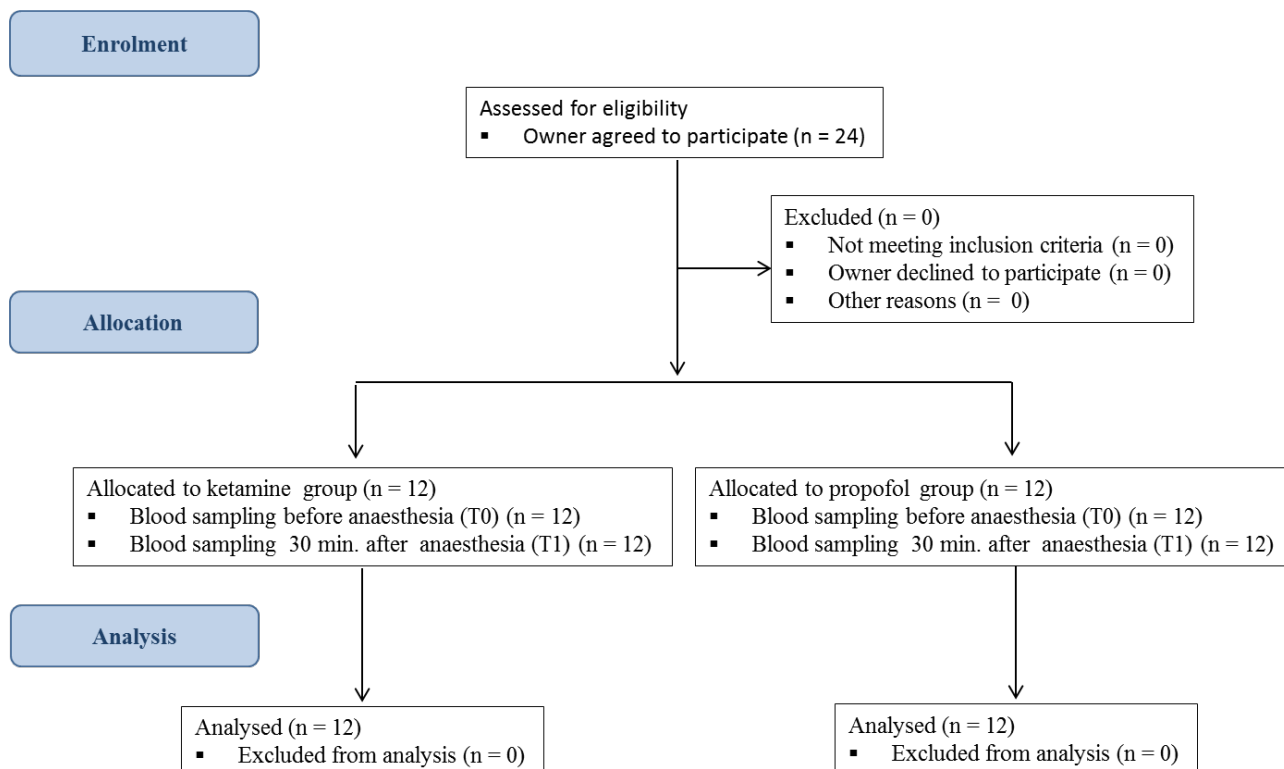 Enrolment
Assessed for eligibility
▪ Owner agreed to participate (n = 24)
Excluded (n = 0)
▪ Not meeting inclusion criteria (n = 0)
▪ Owner declined to participate (n = 0)
▪ Other reasons (n = 0)
Allocation
Allocated to ketamine group (n = 12)
▪ Blood sampling before anaesthesia (T0) (n = 12)
▪ Blood sampling 30 min. after anaesthesia (T1) (n = 12)
Allocated to propofol group (n = 12)
▪ Blood sampling before anaesthesia (T0) (n = 12)
▪ Blood sampling 30 min. after anaesthesia (T1) (n = 12)
Analysis
Analysed (n = 12)
▪ Excluded from analysis (n = 0)
Analysed (n = 12)
▪ Excluded from analysis (n = 0)